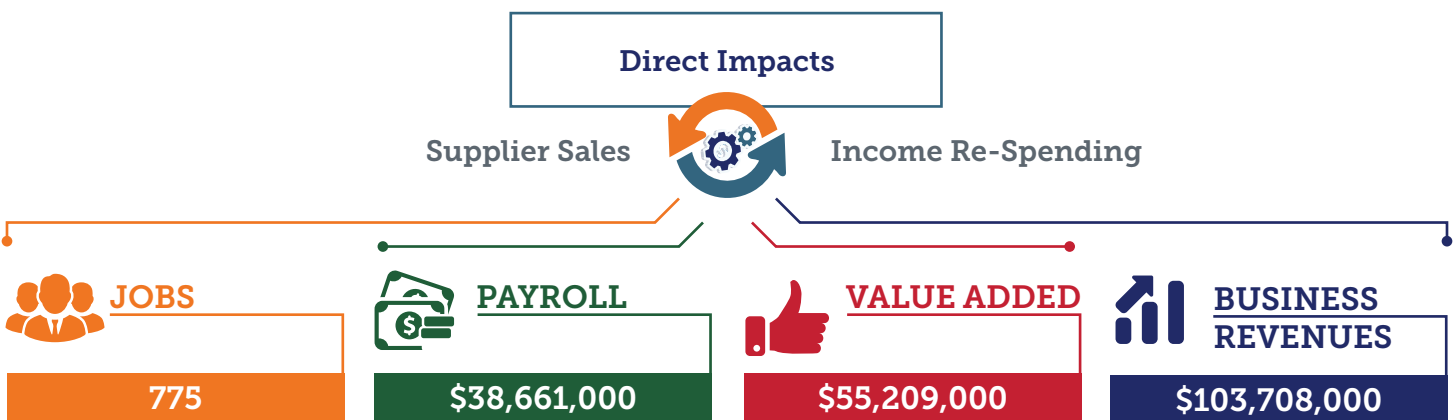 Direct Impacts
Supplier Sales
Income Re-Spending
JOBS
775
PAYROLL
$
$38,661,000
VALUE ADDED
$55,209,000
BUSINESS
REVENUES
$103,708,000